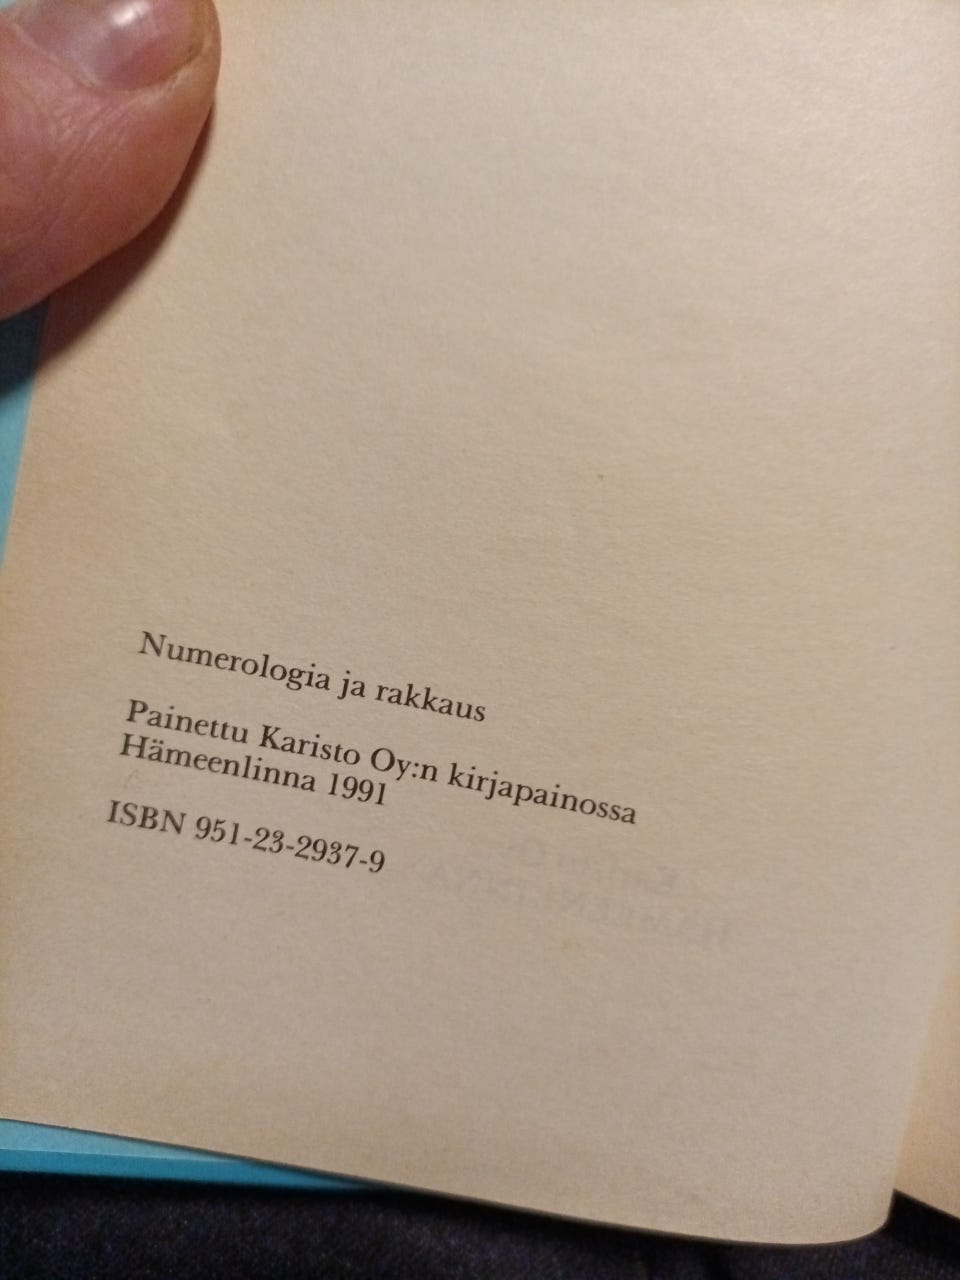 Numerologia ja rakkaus
Painettu Karisto Oy:n kirjapainossa
Hämeenlinna 1991
ISBN 951-23-2937-9